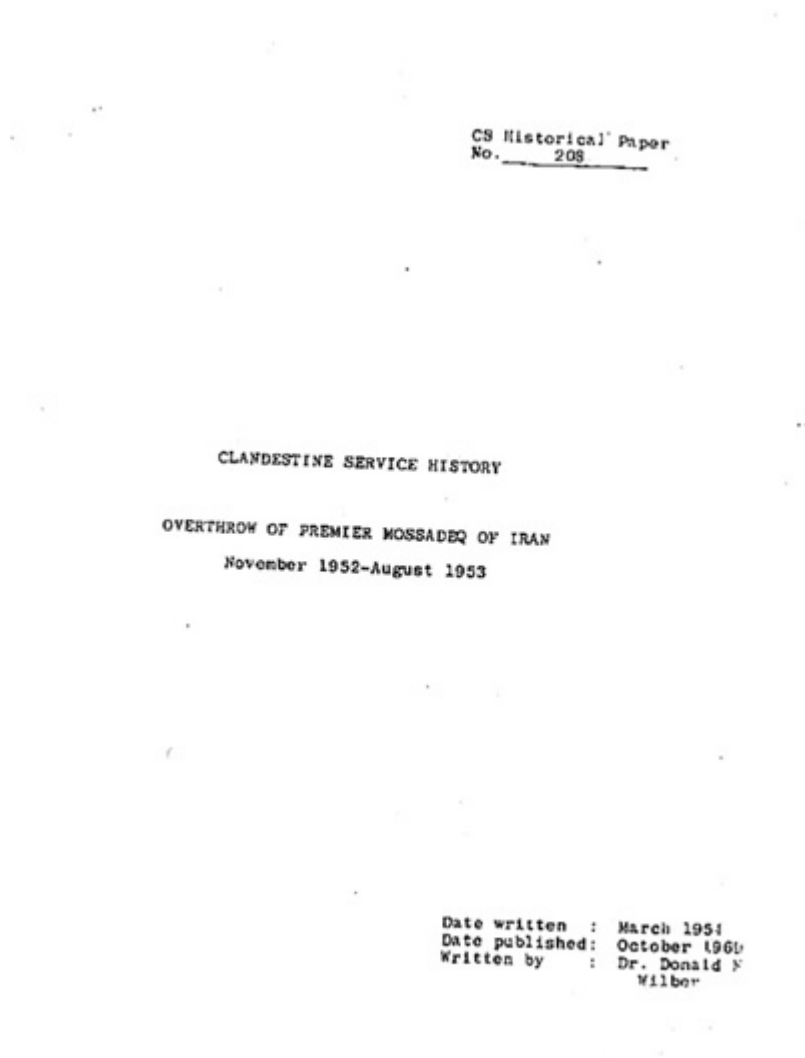 CS Historical Paper
No. 208
CLANDESTINE SERVICE HISTORY
OVERTHROW OF PREMIER MOSSADEQ OF IRAN
November 1952-August 1953
Date written : March 1954
Date published: October
Written by : Dr. Donald
Wilber